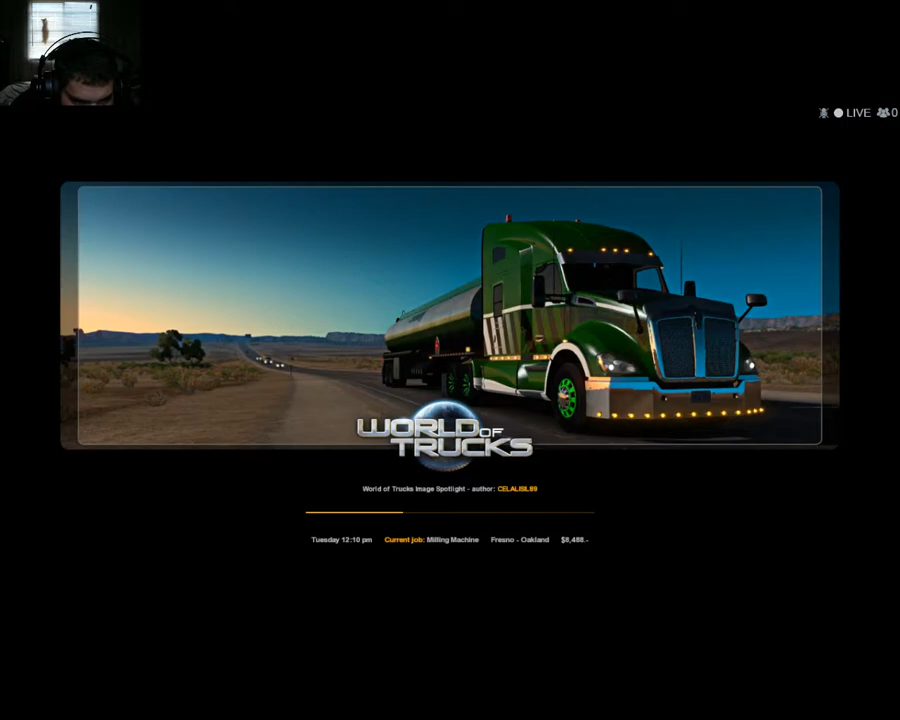 LIVE 0
WORLD OF
TRUCKS
World of Trucks Image Spotlight - author: CELALISIL89
Tuesday 12:10 pm Current job: Milling Machine Fresno - Oakland $8,488.-